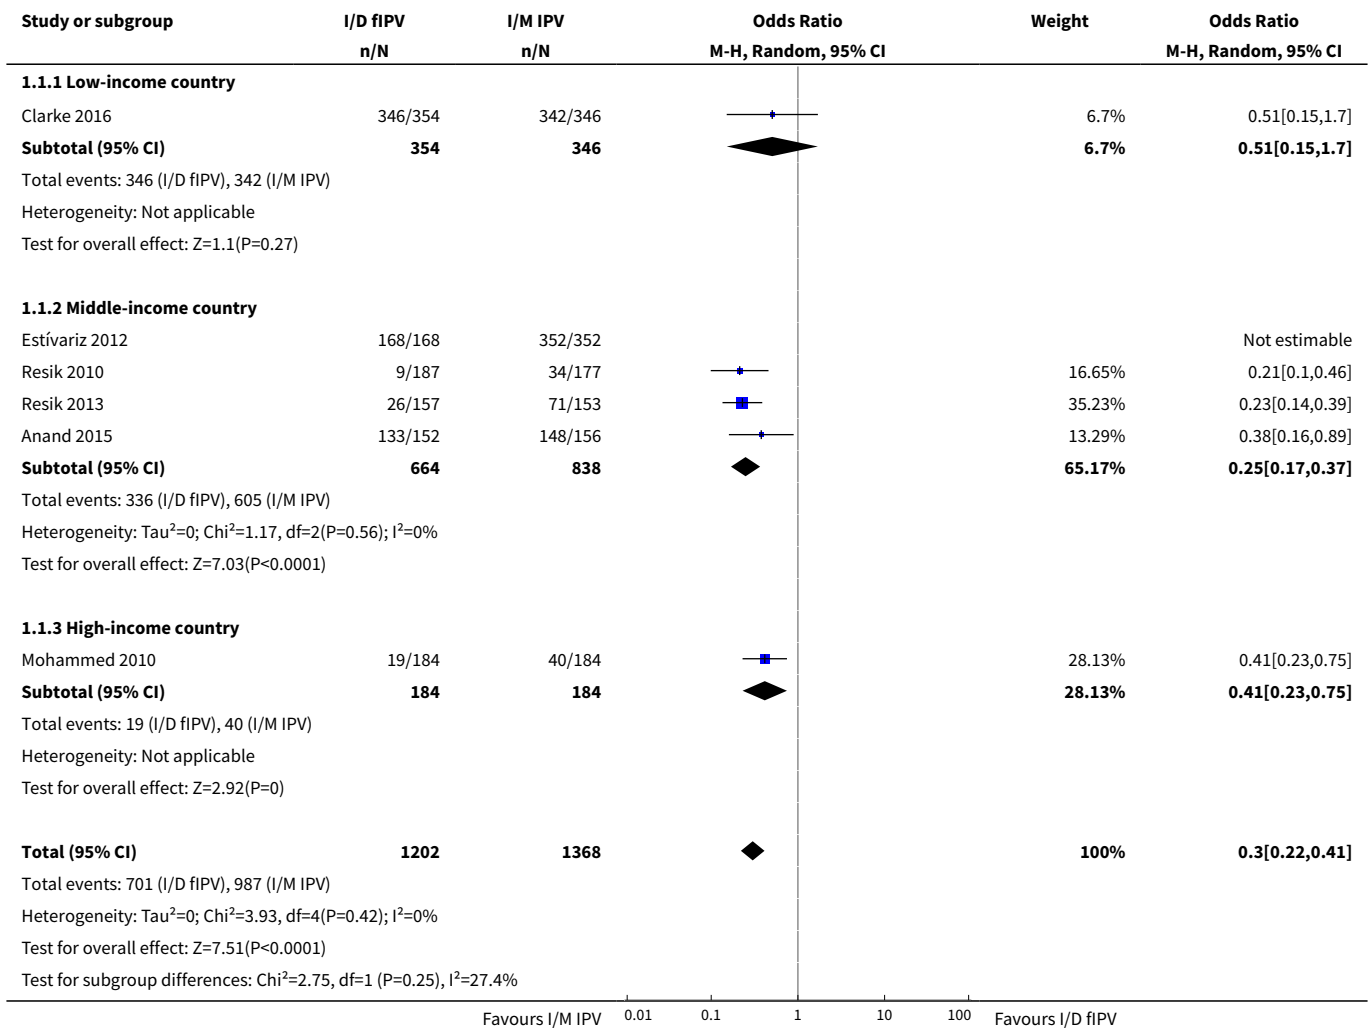 Study or subgroup I/D fIPV I/M IPV Odds Ratio Weight Odds Ratio
n/N n/N M-H, Random, 95% CI M-H, Random, 95% CI
1.1.1 Low-income country
Clarke 2016 346/354 342/346 6.7% 0.51[0.15,1.7]
Subtotal (95% CI) 354 346 6.7% 0.51[0.15,1.7]
Total events: 346 (I/D fIPV), 342 (I/M IPV)
Heterogeneity: Not applicable
Test for overall effect: Z=1.1(P=0.27)
1.1.2 Middle-income country
Estívariz 2012 168/168 352/352 Not estimable
Resik 2010 9/187 34/177 16.65% 0.21[0.1,0.46]
Resik 2013 26/157 71/153 35.23% 0.23[0.14,0.39]
Anand 2015 133/152 148/156 13.29% 0.38[0.16,0.89]
Subtotal (95% CI) 664 838 65.17% 0.25[0.17,0.37]
Total events: 336 (I/D fIPV), 605 (I/M IPV)
Heterogeneity: Tau²=0; Chi²=1.17, df=2(P=0.56); I²=0%
Test for overall effect: Z=7.03(P<0.0001)
1.1.3 High-income country
Mohammed 2010 19/184 40/184 28.13% 0.41[0.23,0.75]
Subtotal (95% CI) 184 184 28.13% 0.41[0.23,0.75]
Total events: 19 (I/D fIPV), 40 (I/M IPV)
Heterogeneity: Not applicable
Test for overall effect: Z=2.92(P=0)
Total (95% CI) 1202 1368 100% 0.3[0.22,0.41]
Total events: 701 (I/D fIPV), 987 (I/M IPV)
Heterogeneity: Tau²=0; Chi²=3.93, df=4(P=0.42); I²=0%
Test for overall effect: Z=7.51(P<0.0001)
Test for subgroup differences: Chi²=2.75, df=1 (P=0.25), I²=27.4%
Favours I/M IPV 0.01 0.1 1 10 100 Favours I/D fIPV